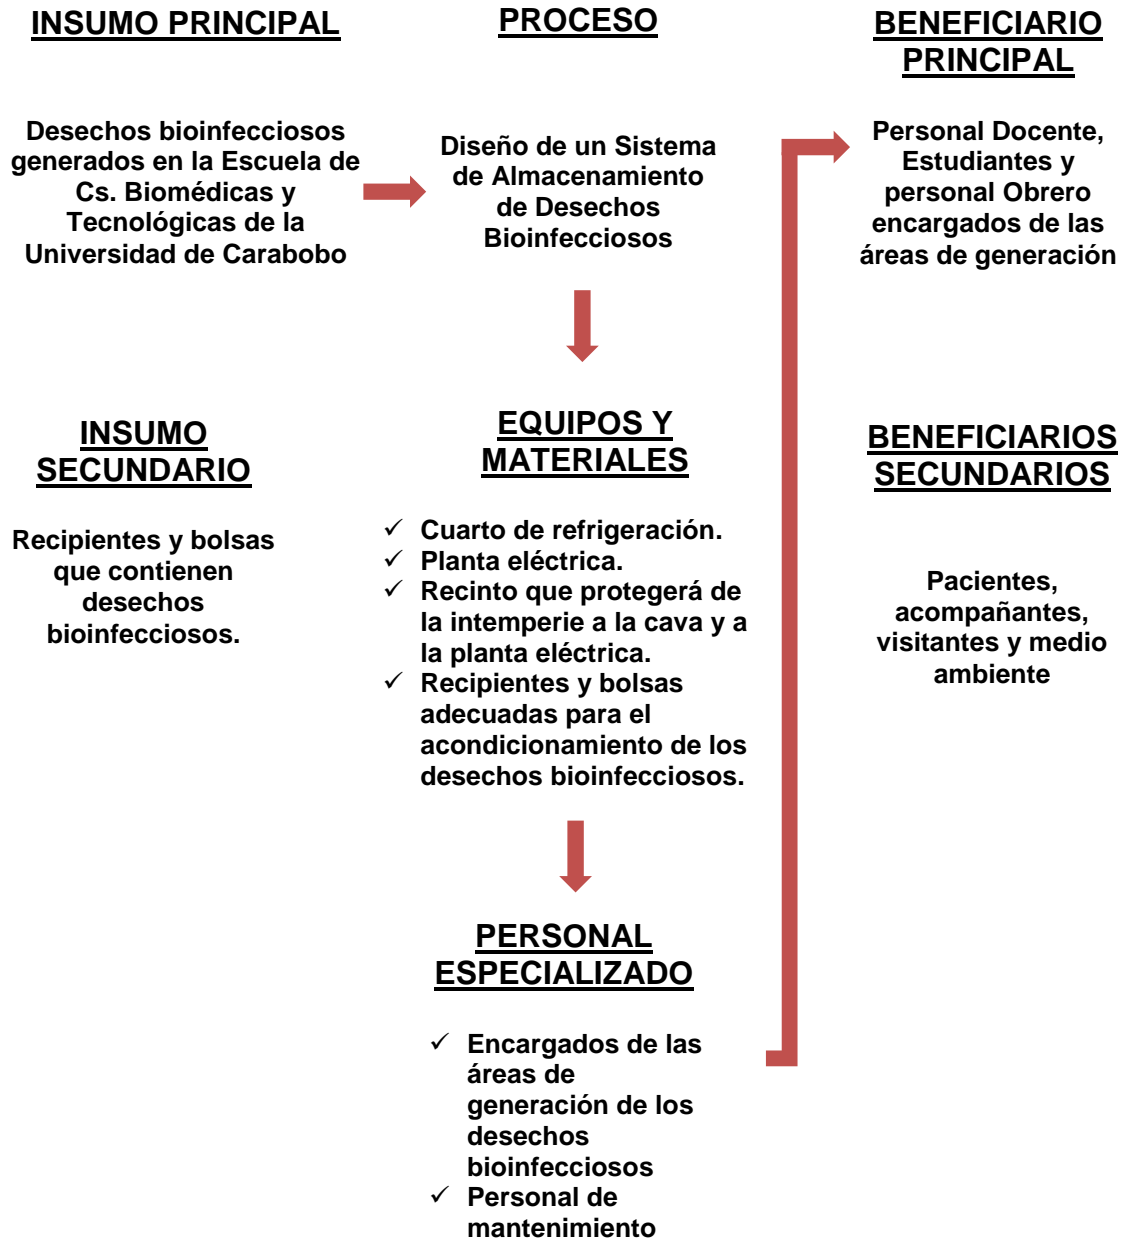 INSUMO PRINCIPAL
Desechos bioinfecciosos
generados en la Escuela de
Cs. Biomédicas y
Tecnológicas de la
Universidad de Carabobo
INSUMO
SECUNDARIO
Recipientes y bolsas
que contienen
desechos
bioinfecciosos.
PROCESO
Diseño de un Sistema
de Almacenamiento
de Desechos
Bioinfecciosos
EQUIPOS Y
MATERIALES
✓ Cuarto de refrigeración.
✓ Planta eléctrica.
✓ Recinto que protegerá de
la intemperie a la cava y a
la planta eléctrica.
✓ Recipientes y bolsas
adecuadas para el
acondicionamiento de los
desechos bioinfecciosos.
PERSONAL
ESPECIALIZADO
✓ Encargados de las
áreas de
generación de los
desechos
bioinfecciosos
✓ Personal de
mantenimiento
BENEFICIARIO
PRINCIPAL
Personal Docente,
Estudiantes y
personal Obrero
encargados de las
áreas de generación
BENEFICIARIOS
SECUNDARIOS
Pacientes,
acompañantes,
visitantes y medio
ambiente